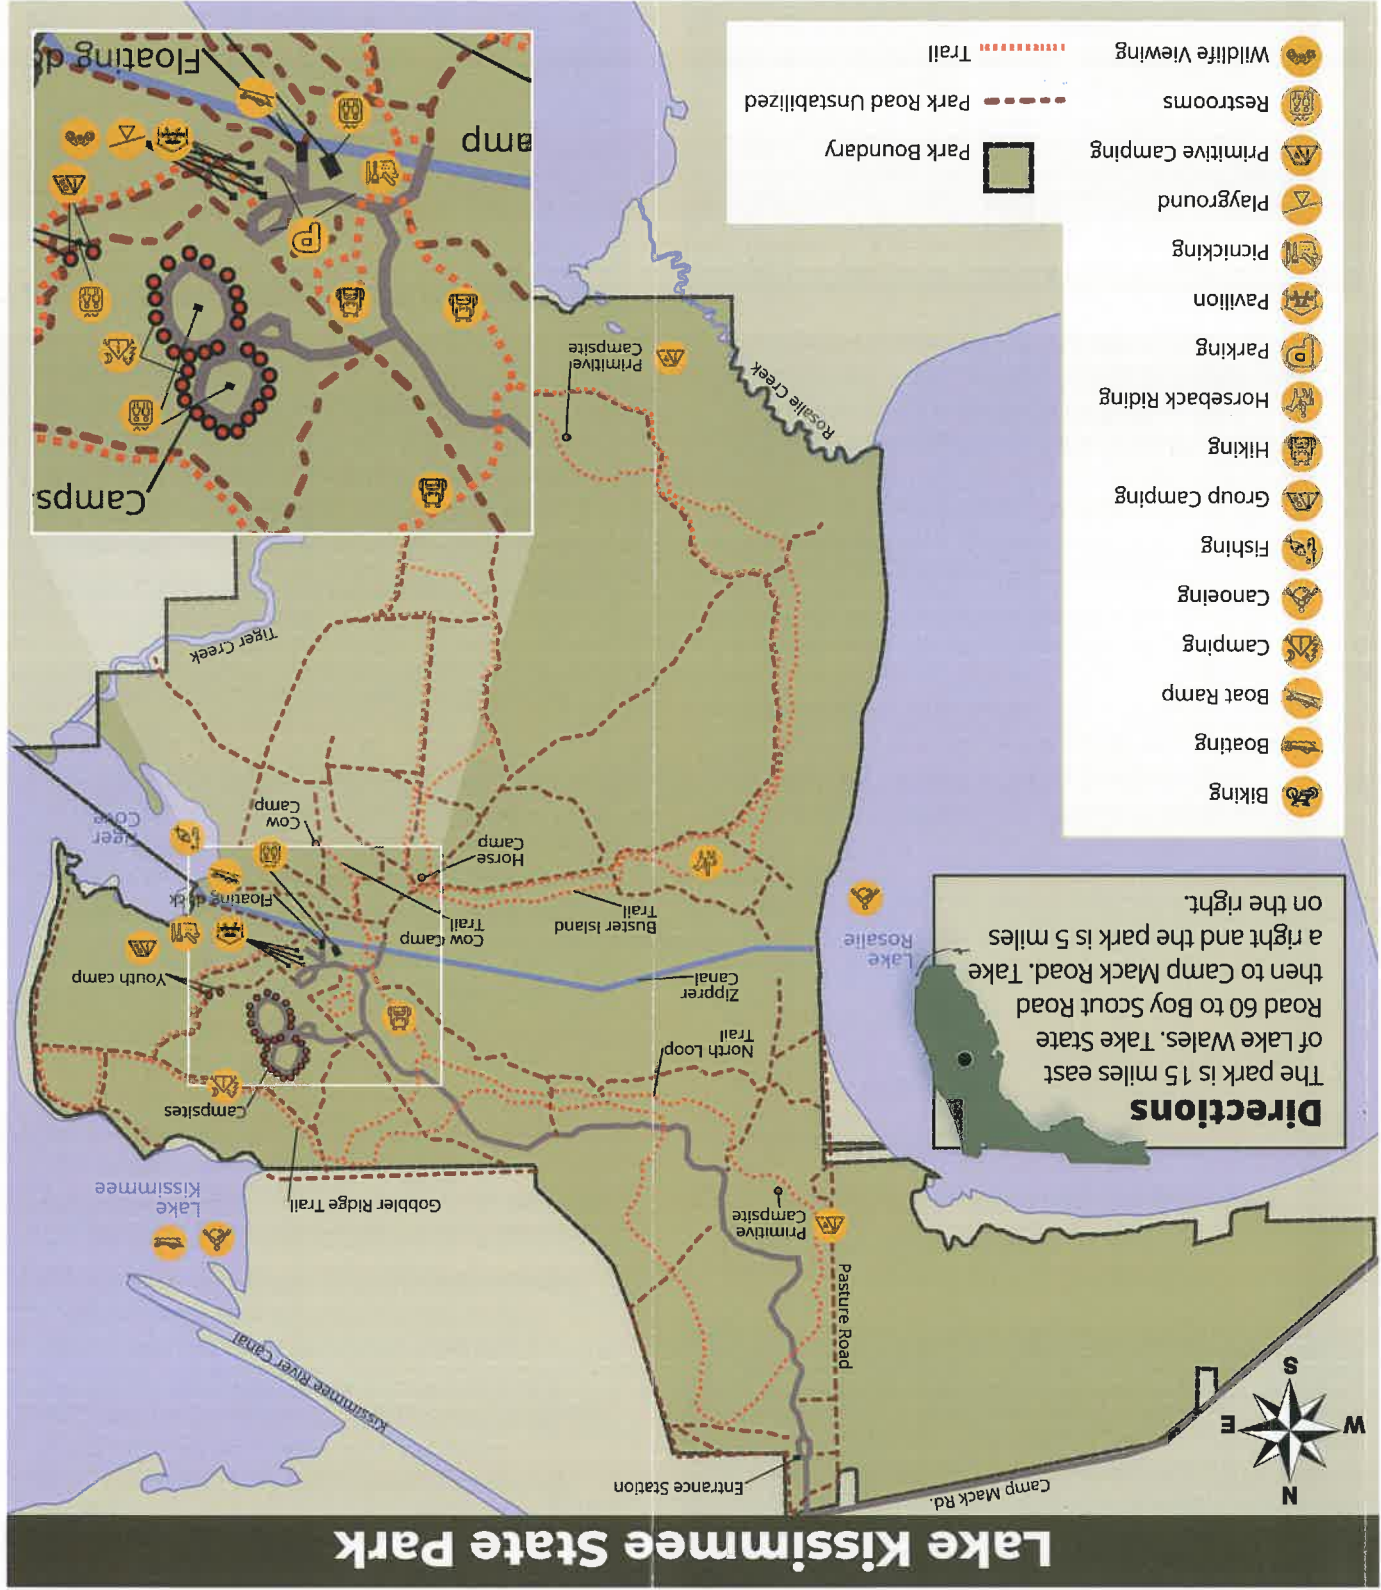 Lake Kissimmee State Park
N
W
E
S
Camp Mack Rd.
Entrance Station
Kissimmee River Canal
Pasture Road
Primitive
Campsite
Lake
Kissimmee
Gobbler Ridge Trail
Directions
The park is 15 miles east
of Lake Wales. Take State
Road 60 to Boy Scout Road
then to Camp Mack Road. Take
a right and the park is 5 miles
on the right.
Campsites
North Loop
Trail
Zipprer
Canal
Youth camp
Lake
Rosalie
Cow Camp
Trail
Floating dock
Buster Island
Trail
Horse
Camp
Cow
Camp
Tiger
Cove
Tiger Creek
Biking
Boating
Boat Ramp
Camping
Canoeing
Fishing
Group Camping
Hiking
Horseback Riding
Parking
Pavilion
Picnicking
Playground
Primitive Camping
Restrooms
Wildlife Viewing
Park Boundary
Park Road Unstabilized
Trail
Rosalie Creek
Primitive
Campsite
Camps
P
amp
Floating do